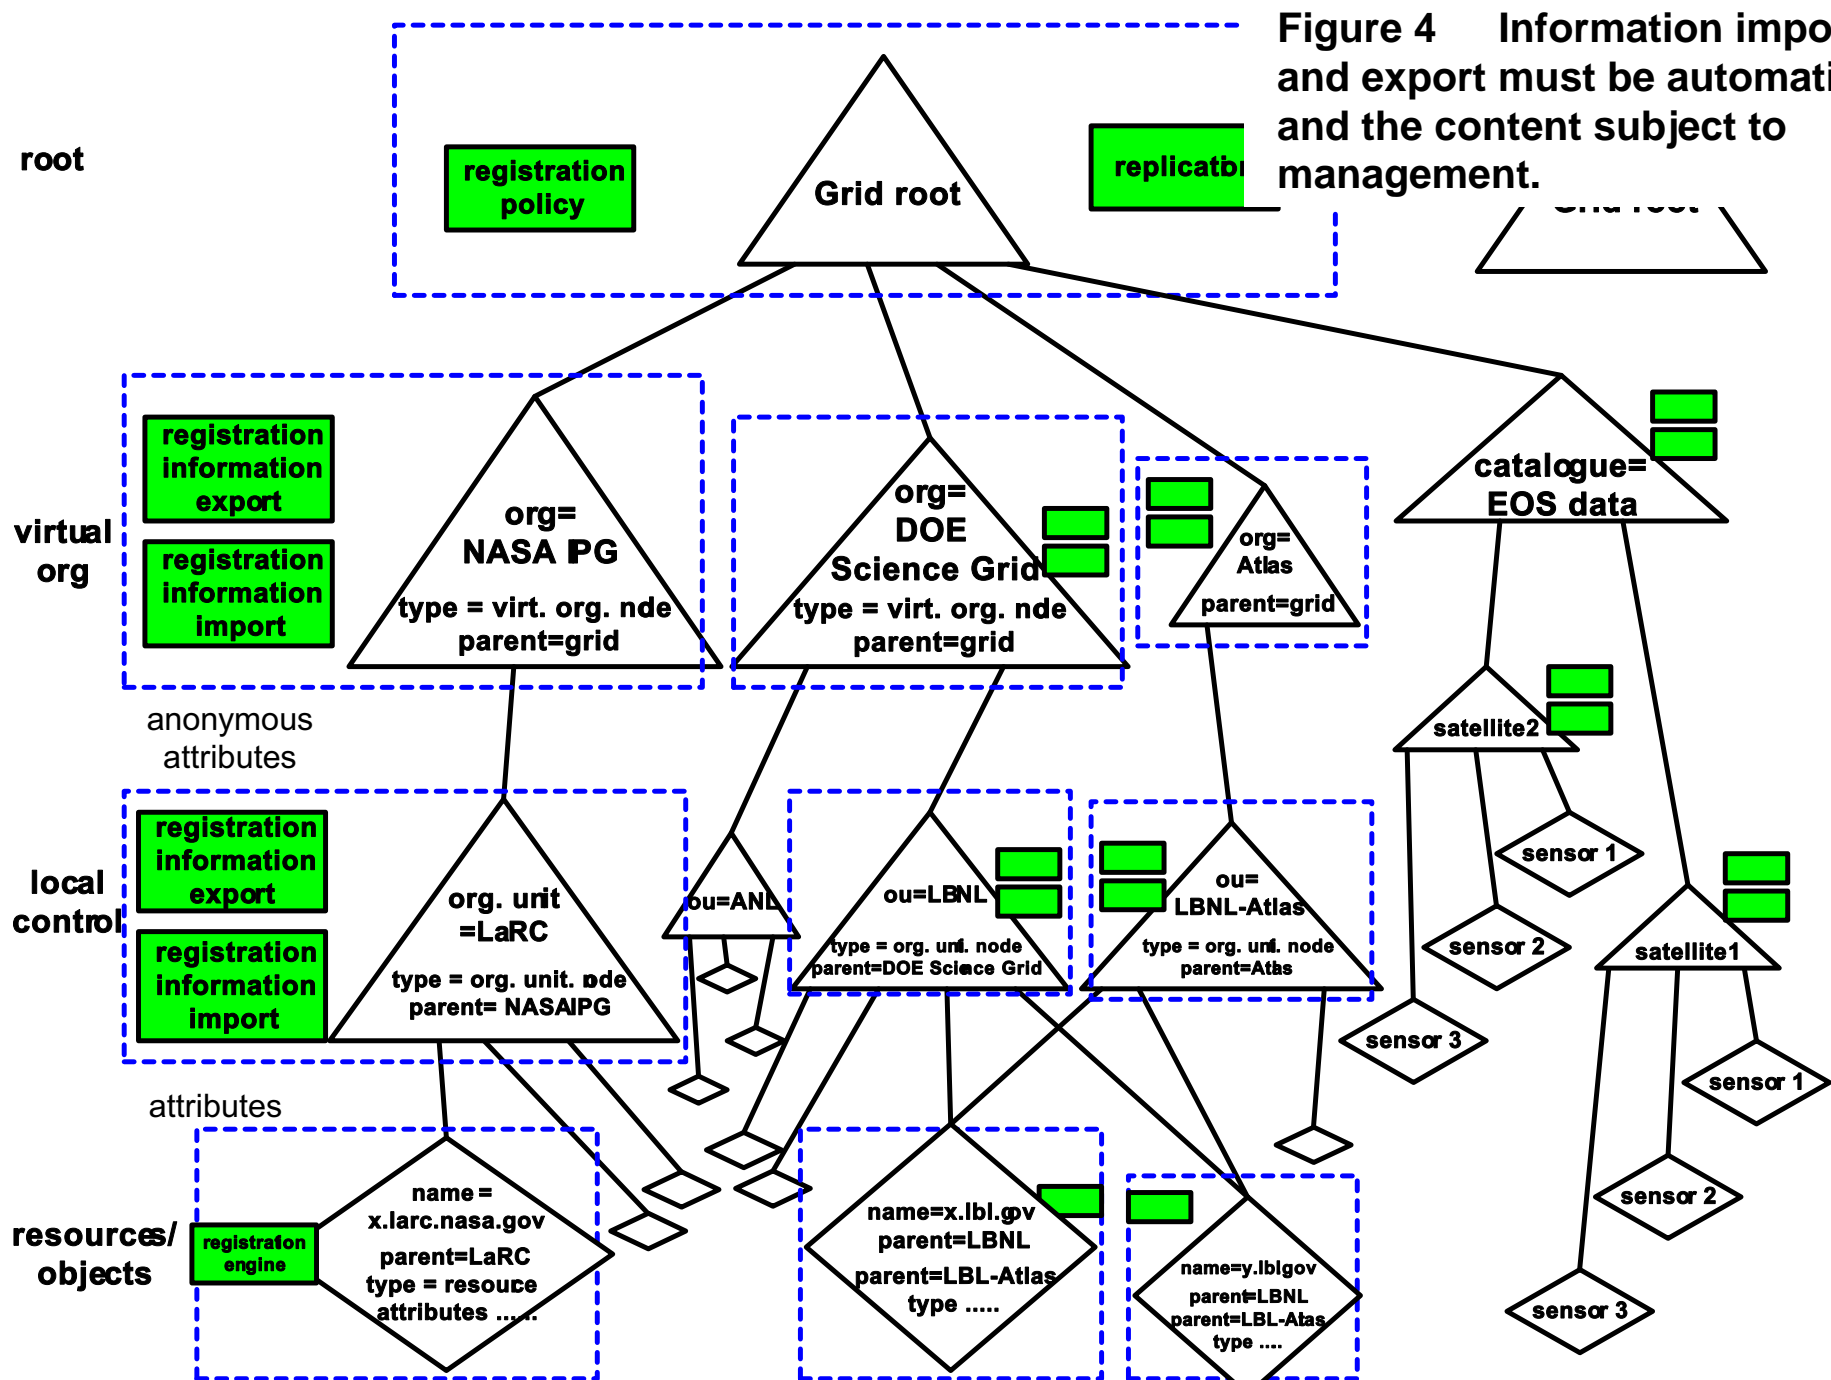 Figure 4 Information impo
and export must be automati
and the content subject to
management.
root
registration
policy
Grid root
replication
Grid root
virtual
org
registration
information
export
registration
information
import
org=
NASA IPG
type = virt. org. nde
parent=grid
org=
DOE
Science Grid
type = virt. org. nde
parent=grid
org=
Atlas
parent=grid
catalogue=
EOS data
anonymous
attributes
satellite2
sensor 1
sensor 2
sensor 3
local
control
registration
information
export
registration
information
import
org. unit
=LaRC
type = org. unit. node
parent= NASAIPG
ou=ANL
ou=LBNL
type = org. unit. node
parent=DOE Science Grid
ou=
LBNL-Atlas
type = org. unit. node
parent=Atlas
satellite1
sensor 1
sensor 2
sensor 3
attributes
resources/
objects
registration
engine
name =
x.larc.nasa.gov
parent=LaRC
type = resource
attributes ......
name=x.lbl.gov
parent=LBNL
parent=LBL-Atlas
type .....
name=y.lblgov
parent=LBNL
parent=LBL-Atlas
type ....